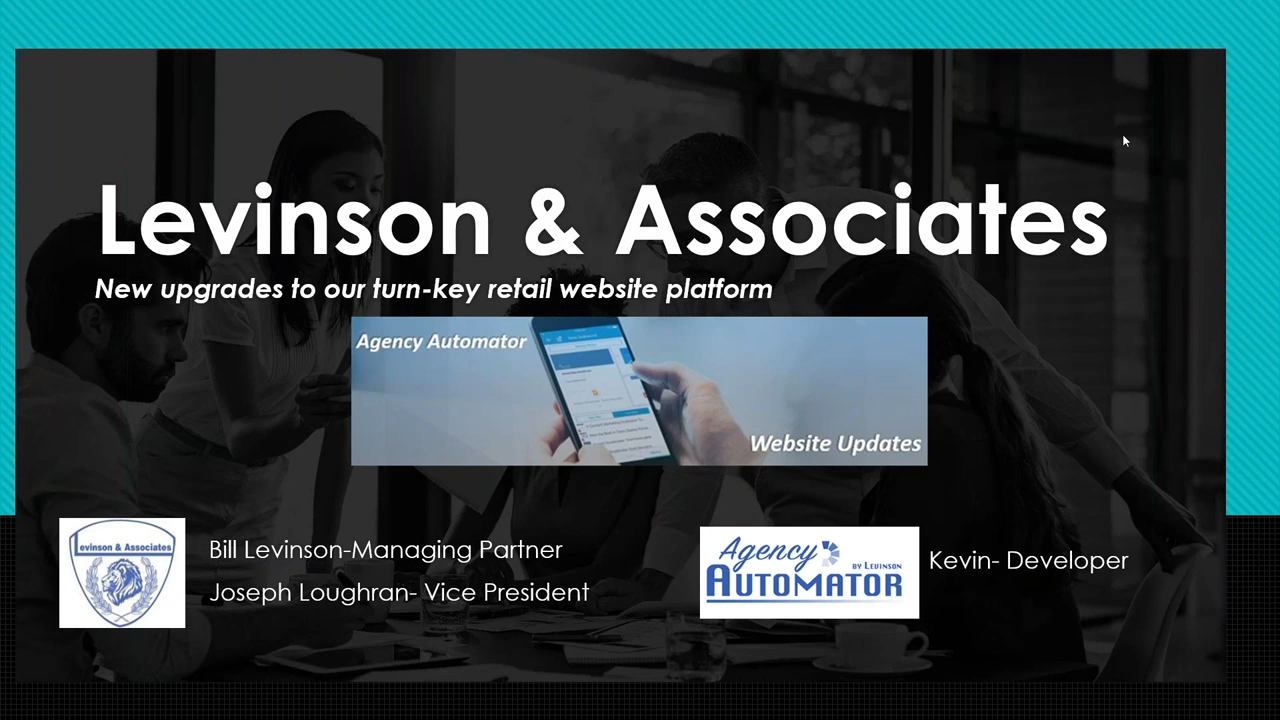 Levinson & Associates
New upgrades to our turn-key retail website platform
Agency Automator
Website Updates
Levinson & Associates
Bill Levinson-Managing Partner
Joseph Loughran- Vice President
Agency
BY LEVINSON
AUTOMATOR
Kevin- Developer